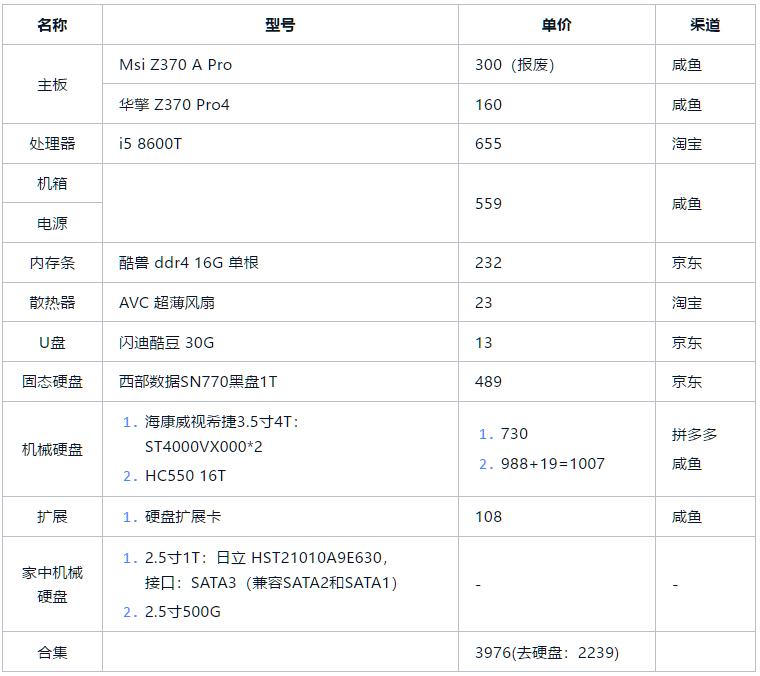 名称 型号 单价 渠道
主板 Msi Z370 A Pro 300（报废） 咸鱼
华擎 Z370 Pro4 160 咸鱼
处理器 i5 8600T 655 淘宝
机箱
559 咸鱼
电源
内存条 酷兽 ddr4 16G 单根 232 京东
散热器 AVC 超薄风扇 23 淘宝
U盘 闪迪酷豆 30G 13 京东
固态硬盘 西部数据SN770黑盘1T 489 京东
机械硬盘
1. 海康威视希捷3.5寸4T：
ST4000VX000*2
2. HC550 16T
1. 730
2. 988+19=1007
拼多多
咸鱼
扩展 1. 硬盘扩展卡 108 咸鱼
家中机械
硬盘
1. 2.5寸1T：日立 HST21010A9E630，
接口：SATA3（兼容SATA2和SATA1）
2. 2.5寸500G
- -
合集 3976(去硬盘：2239)